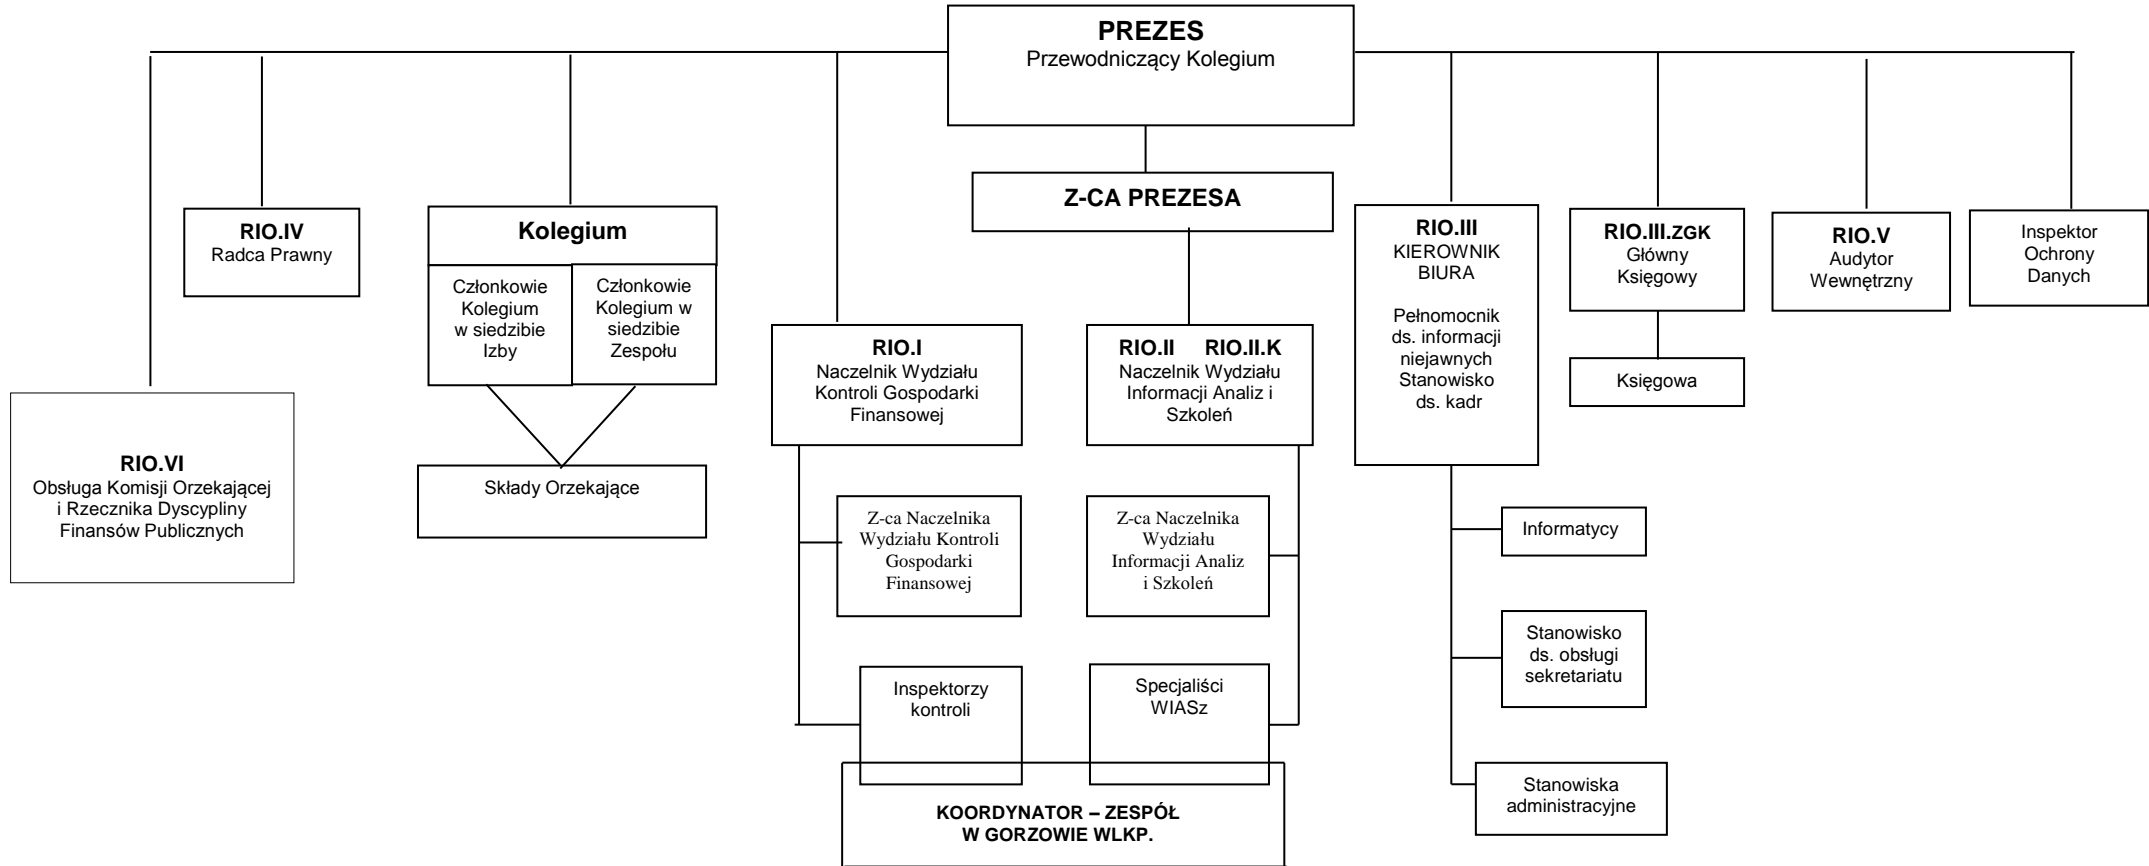 PREZES
Przewodniczący Kolegium
Z-CA PREZESA
RIO.IV
Radca Prawny
Kolegium
Członkowie
Kolegium
w siedzibie
Izby
Członkowie
Kolegium w
siedzibie
Zespołu
Składy Orzekające
RIO.VI
Obsługa Komisji Orzekającej
i Rzecznika Dyscypliny
Finansów Publicznych
RIO.I
Naczelnik Wydziału
Kontroli Gospodarki
Finansowej
Z-ca Naczelnika
Wydziału Kontroli
Gospodarki
Finansowej
Inspektorzy
kontroli
RIO.II RIO.II.K
Naczelnik Wydziału
Informacji Analiz i
Szkoleń
Z-ca Naczelnika
Wydziału
Informacji Analiz
i Szkoleń
Specjaliści
WIASz
KOORDYNATOR – ZESPÓŁ
W GORZOWIE WLKP.
RIO.III
KIEROWNIK
BIURA
Pełnomocnik
ds. informacji
niejawnych
Stanowisko
ds. kadr
Informatycy
Stanowisko
ds. obsługi
sekretariatu
Stanowiska
administracyjne
RIO.III.ZGK
Główny
Księgowy
Księgowa
RIO.V
Audytor
Wewnętrzny
Inspektor
Ochrony
Danych